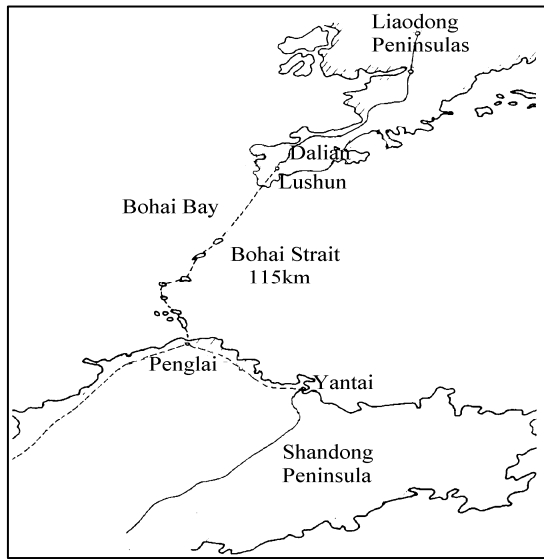 Liaodong
Peninsulas
Dalian
Lushun
Bohai Bay
Bohai Strait
115km
Penglai
Yantai
Shandong
Peninsula